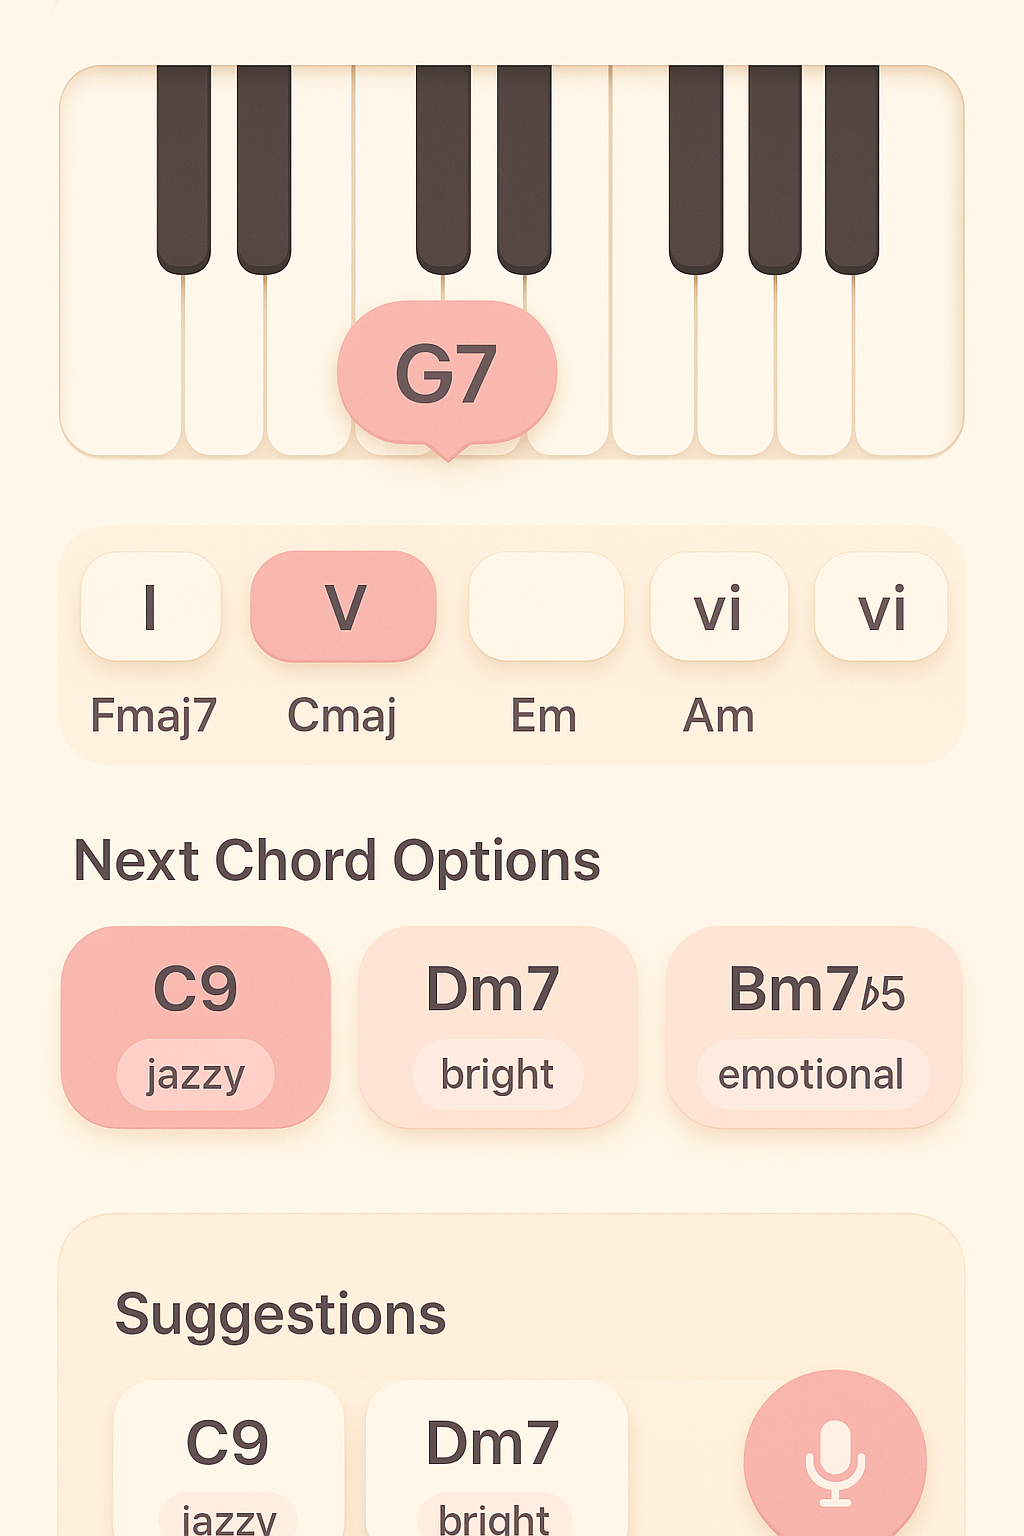 G7
I V vi vi
Fmaj7 Cmaj Em Am
Next Chord Options
C9 Dm7 Bm7♭5
jazzy bright emotional
Suggestions
C9 Dm7
jazzy bright